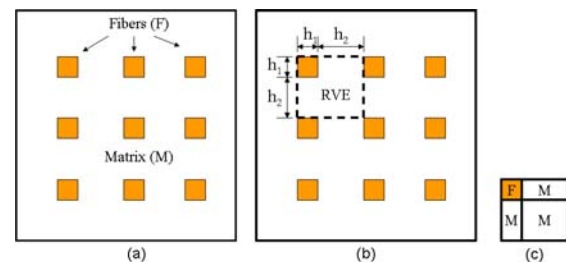 Fibers (F)
Matrix (M)
(a)
h₁ h₂
h₁
RVE
h₂
(b)
F M
M M
(c)